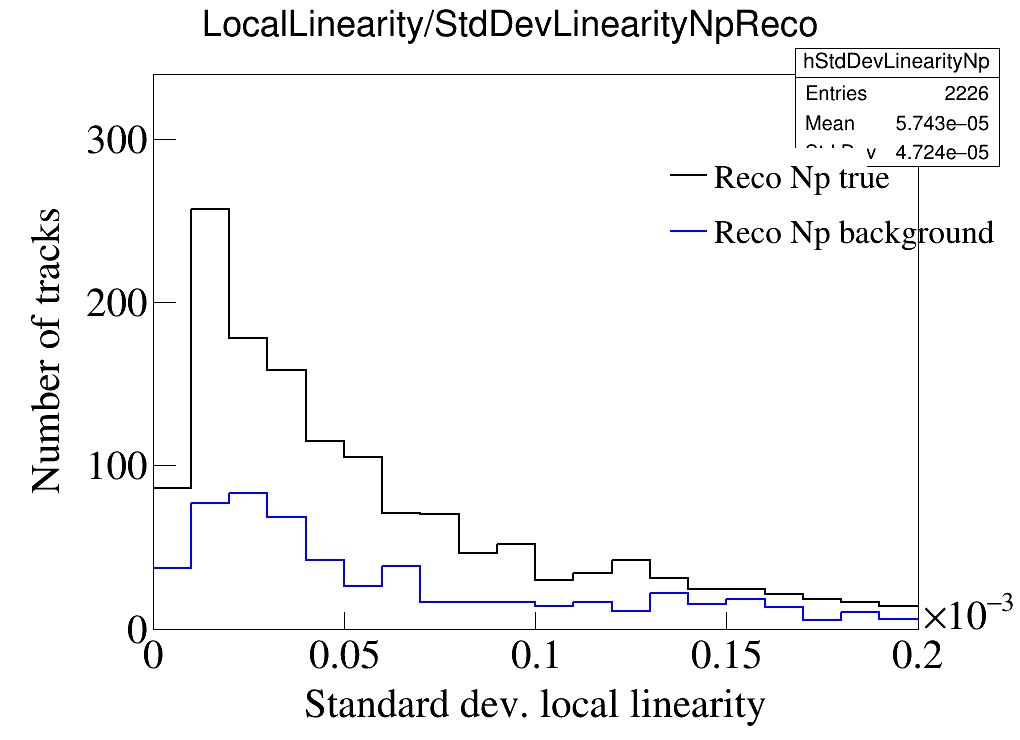 LocalLinearity/StdDevLinearityNpReco
hStdDevLinearityNp
Entries 2226
Mean 5.743e−05
Std Dev 4.724e−05
Reco Np true
Reco Np background
Number of tracks
300
200
100
0
0 0.05 0.1 0.15 0.2
×10−3
Standard dev. local linearity